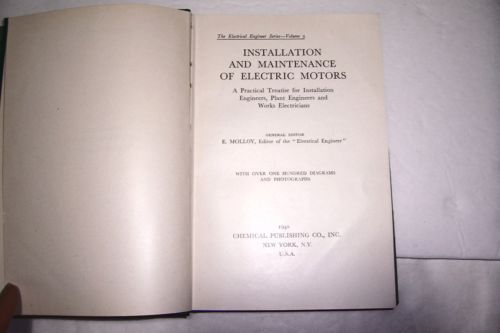 The Electrical Engineer Series—Volume 5
INSTALLATION
AND MAINTENANCE
OF ELECTRIC MOTORS
A Practical Treatise for Installation
Engineers, Plant Engineers and
Works Electricians
GENERAL EDITOR
E. MOLLOY, Editor of the "Electrical Engineer"
WITH OVER ONE HUNDRED DIAGRAMS
AND PHOTOGRAPHS
CHEMICAL PUBLISHING CO., INC.
NEW YORK, N.Y.
U.S.A.